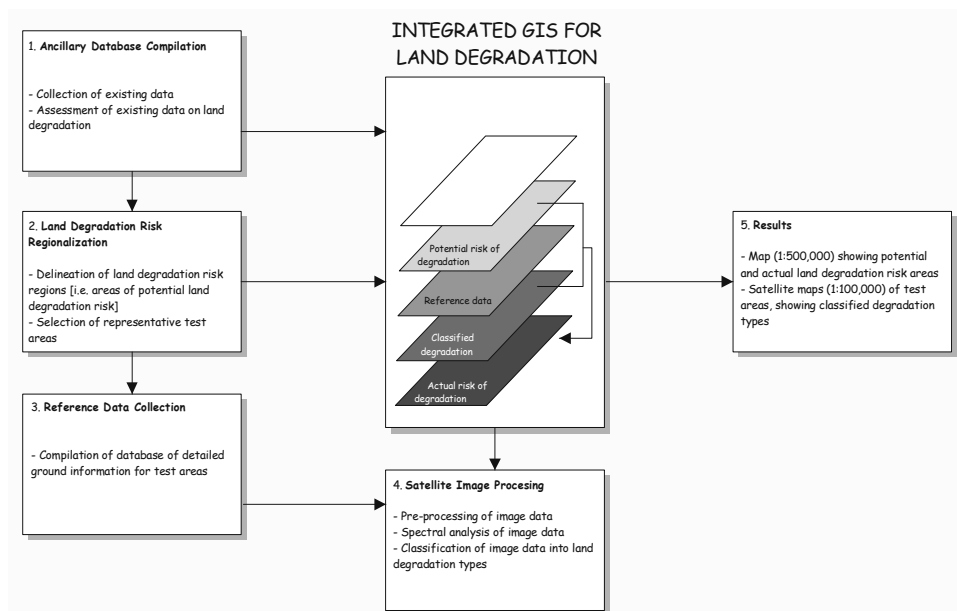 INTEGRATED GIS FOR
LAND DEGRADATION
1. Ancillary Database Compilation
- Collection of existing data
- Assessment of existing data on land
degradation
2. Land Degradation Risk
Regionalization
- Delineation of land degradation risk
regions [i.e. areas of potential land
degradation risk]
- Selection of representative test
areas
3. Reference Data Collection
- Compilation of database of detailed
ground information for test areas
Potential risk of
degradation
Reference data
Classified
degradation
Actual risk of
degradation
4. Satellite Image Procesing
- Pre-processing of image data
- Spectral analysis of image data
- Classification of image data into land
degradation types
5. Results
- Map (1:500,000) showing potential
and actual land degradation risk areas
- Satellite maps (1:100,000) of test
areas, showing classified degradation
types